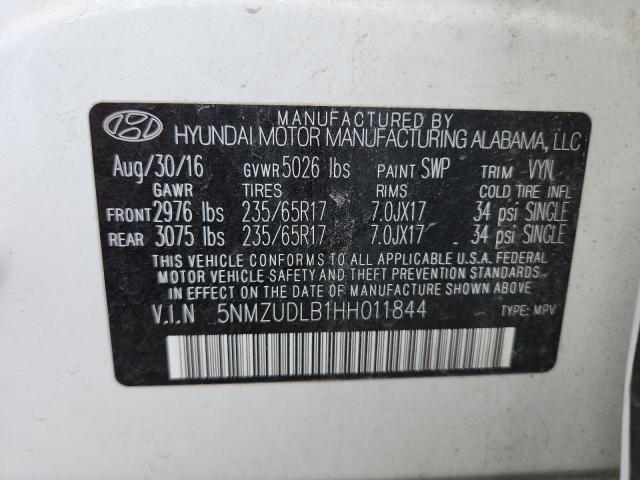 MANUFACTURED BY
HYUNDAI MOTOR MANUFACTURING ALABAMA, LLC
Aug/30/16 GVWR 5026 lbs PAINT SWP TRIM VYN
GAWR TIRES RIMS COLD TIRE INFL
FRONT 2976 lbs 235/65R17 7.0JX17 34 psi SINGLE
REAR 3075 lbs 235/65R17 7.0JX17 34 psi SINGLE
THIS VEHICLE CONFORMS TO ALL APPLICABLE U.S.A. FEDERAL
MOTOR VEHICLE SAFETY AND THEFT PREVENTION STANDARDS
IN EFFECT ON THE DATE OF MANUFACTURE SHOWN ABOVE.
V.I.N 5NMZUDLB1HH011844 TYPE: MPV